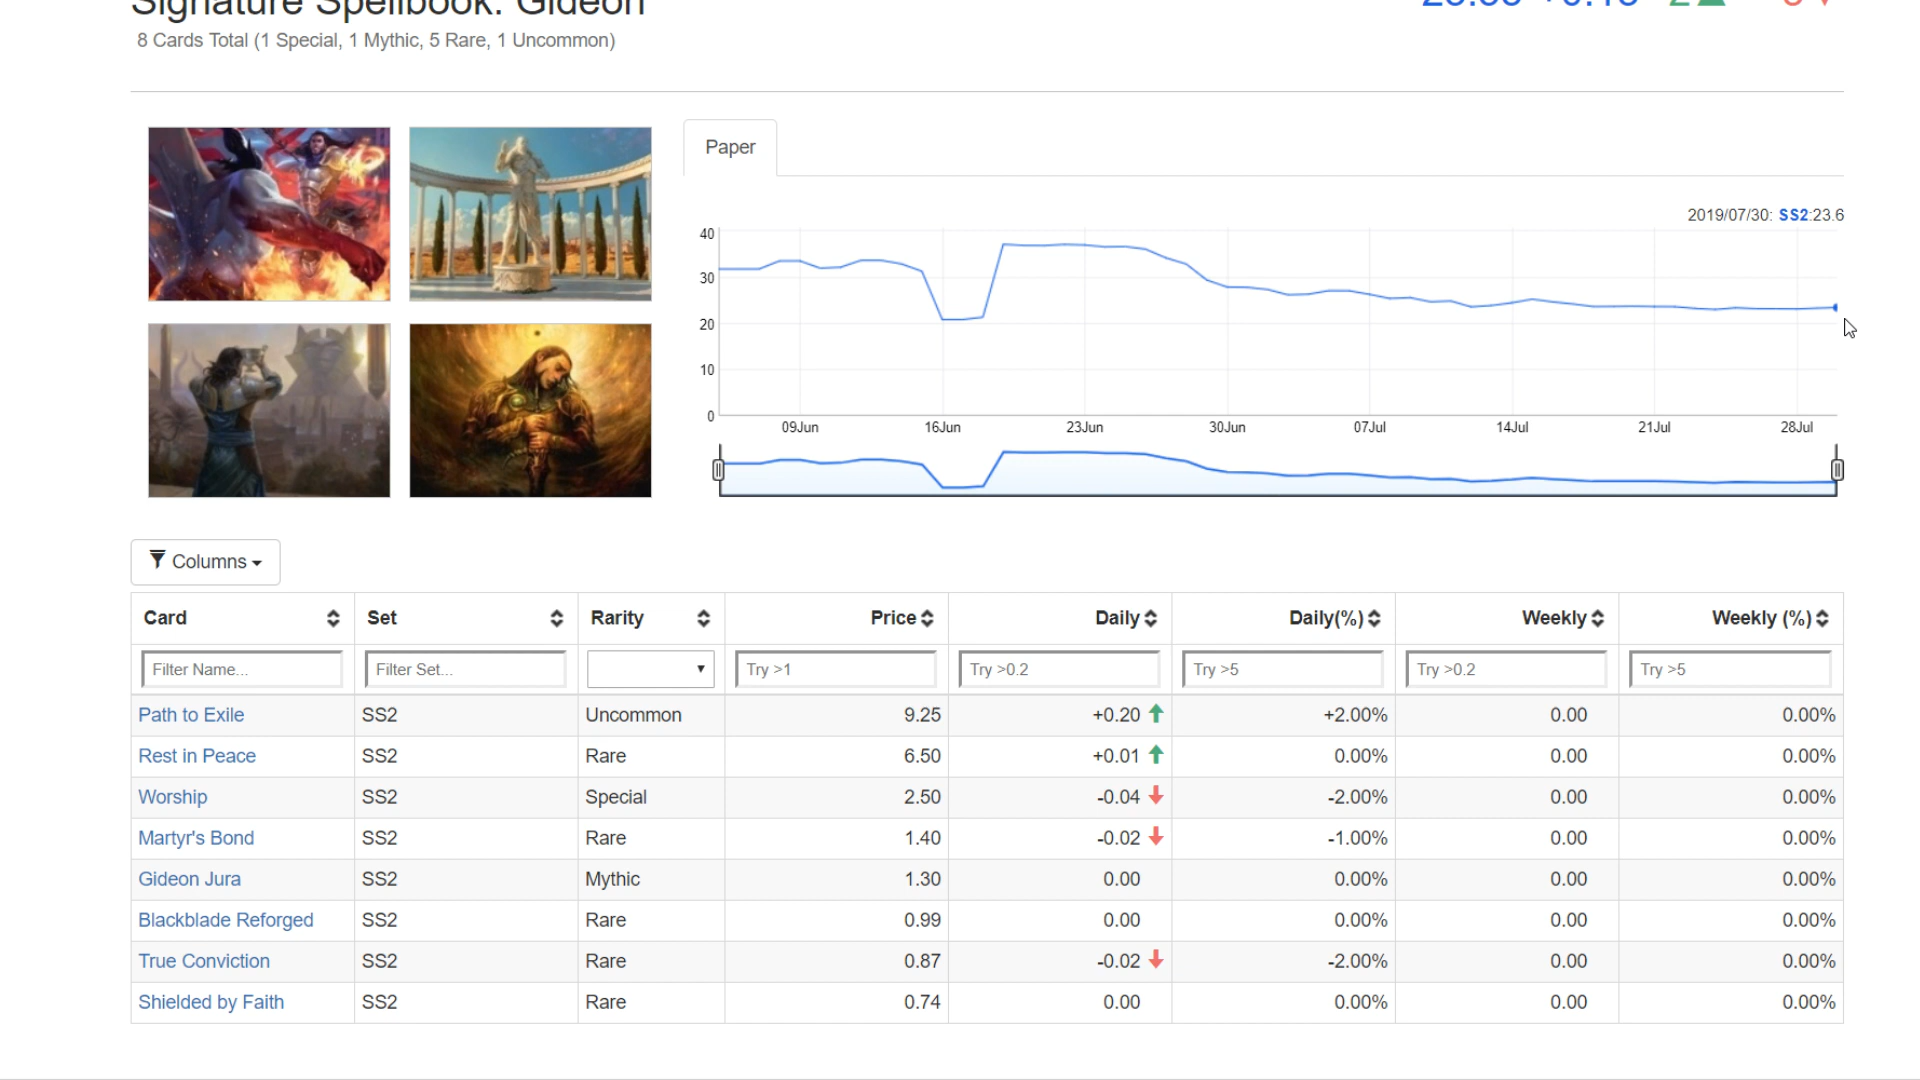 Signature Spellbook: Gideon
8 Cards Total (1 Special, 1 Mythic, 5 Rare, 1 Uncommon)
Paper
2019/07/30: SS2:23.6
40
30
20
10
0
09Jun 16Jun 23Jun 30Jun 07Jul 14Jul 21Jul 28Jul
Columns
Card Set Rarity Price Daily Daily(%) Weekly Weekly (%)
Filter Name... Filter Set... Try >1 Try >0.2 Try >5 Try >0.2 Try >5
Path to Exile SS2 Uncommon 9.25 +0.20 +2.00% 0.00 0.00%
Rest in Peace SS2 Rare 6.50 +0.01 0.00% 0.00 0.00%
Worship SS2 Special 2.50 -0.04 -2.00% 0.00 0.00%
Martyr's Bond SS2 Rare 1.40 -0.02 -1.00% 0.00 0.00%
Gideon Jura SS2 Mythic 1.30 0.00 0.00% 0.00 0.00%
Blackblade Reforged SS2 Rare 0.99 0.00 0.00% 0.00 0.00%
True Conviction SS2 Rare 0.87 -0.02 -2.00% 0.00 0.00%
Shielded by Faith SS2 Rare 0.74 0.00 0.00% 0.00 0.00%